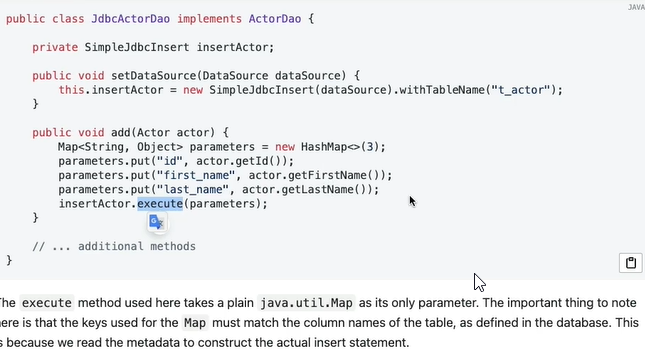 JAVA
public class JdbcActorDao implements ActorDao {
private SimpleJdbcInsert insertActor;
public void setDataSource(DataSource dataSource) {
this.insertActor = new SimpleJdbcInsert(dataSource).withTableName("t_actor");
}
public void add(Actor actor) {
Map<String, Object> parameters = new HashMap<>(3);
parameters.put("id", actor.getId());
parameters.put("first_name", actor.getFirstName());
parameters.put("last_name", actor.getLastName());
insertActor.execute(parameters);
}
// ... additional methods
}
The execute method used here takes a plain java.util.Map as its only parameter. The important thing to note
here is that the keys used for the Map must match the column names of the table, as defined in the database. This
is because we read the metadata to construct the actual insert statement.